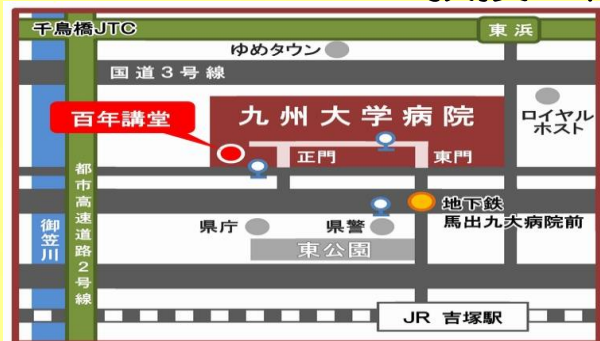 千鳥橋JTC
東浜
ゆめタウン
国道3号線
百年講堂
九州大学病院
ロイヤル
ホスト
正門
東門
都市高速道路2号線
御笠川
地下鉄
馬出九大病院前
県庁
県警
東公園
JR 吉塚駅